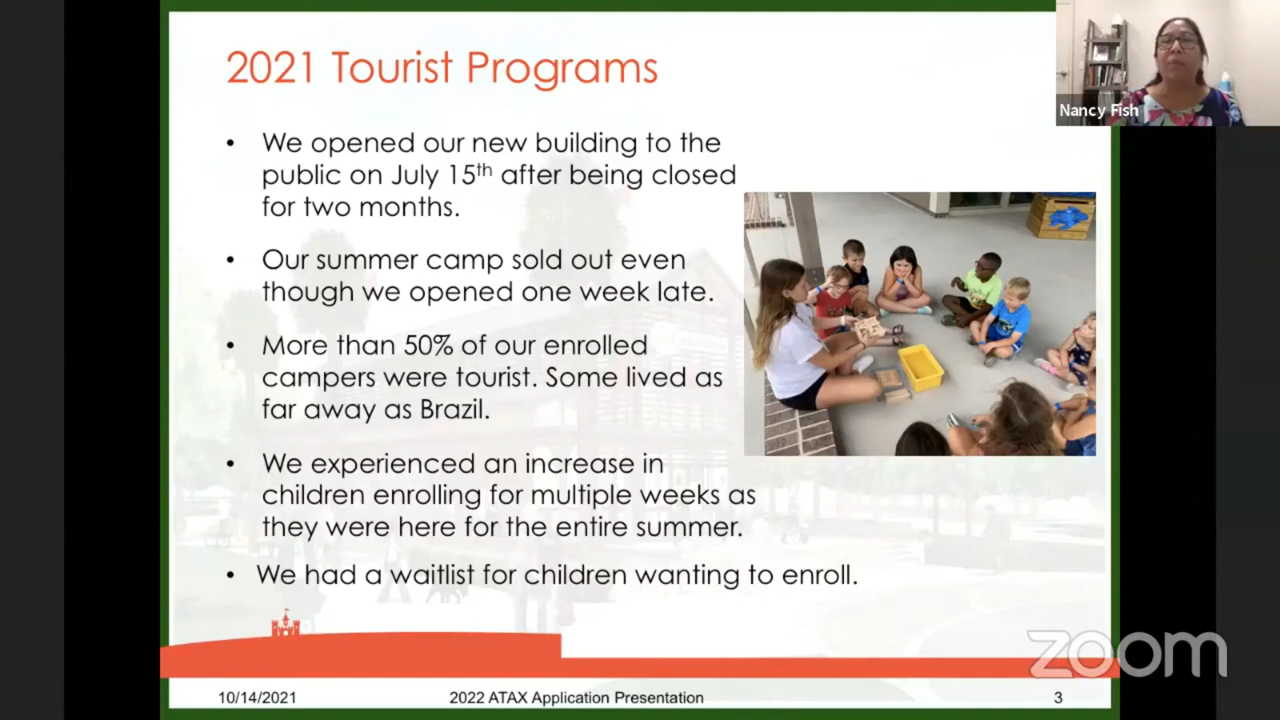 2021 Tourist Programs
Nancy Fish
• We opened our new building to the
public on July 15th after being closed
for two months.
• Our summer camp sold out even
though we opened one week late.
• More than 50% of our enrolled
campers were tourist. Some lived as
far away as Brazil.
• We experienced an increase in
children enrolling for multiple weeks as
they were here for the entire summer.
• We had a waitlist for children wanting to enroll.
zoom
10/14/2021 2022 ATAX Application Presentation 3